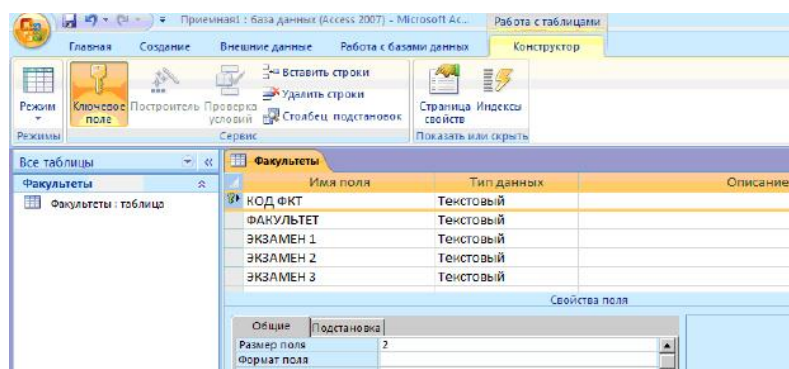 Приемная1 : база данных (Access 2007) - Microsoft Ac... Работа с таблицами
Главная Создание Внешние данные Работа с базами данных Конструктор
Режим
Ключевое поле
Построитель
Проверка условий
Вставить строки
Удалить строки
Столбец подстановок
Страница свойств
Индексы
Режимы Сервис Показать или скрыть
Все таблицы
Факультеты
Факультеты : таблица
Факультеты
Имя поля Тип данных Описание
КОД ФКТ Текстовый
ФАКУЛЬТЕТ Текстовый
ЭКЗАМЕН 1 Текстовый
ЭКЗАМЕН 2 Текстовый
ЭКЗАМЕН 3 Текстовый
Свойства поля
Общие Подстановка
Размер поля 2
Формат поля